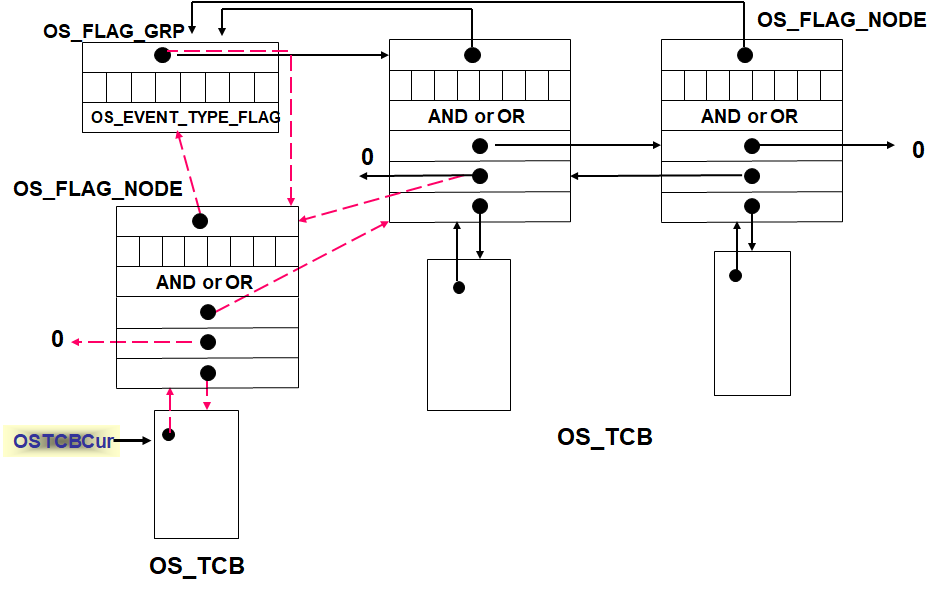 OS_FLAG_GRP
OS_FLAG_NODE
OS_EVENT_TYPE_FLAG
AND or OR
AND or OR
0
0
OS_FLAG_NODE
AND or OR
0
OSTCBCur
OS_TCB
OS_TCB